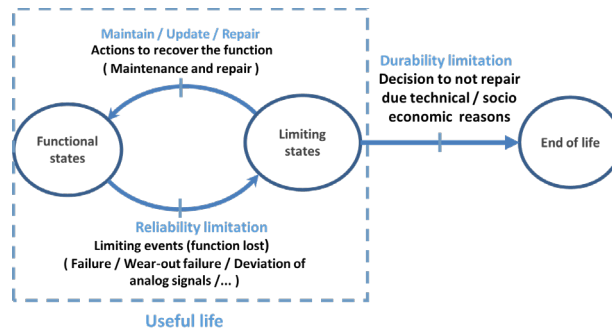 Maintain / Update / Repair
Actions to recover the function
( Maintenance and repair )
Durability limitation
Decision to not repair
due technical / socio
economic reasons
Functional
states
Limiting
states
End of life
Reliability limitation
Limiting events (function lost)
( Failure / Wear-out failure / Deviation of
analog signals /... )
Useful life